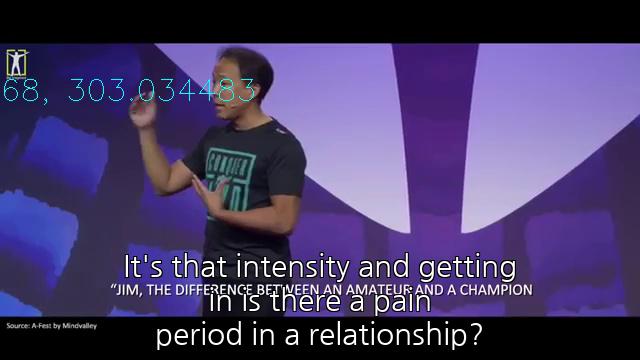 68, 303.034483
CONQUER
It's that intensity and getting
"JIM, THE DIFFERENCE BETWEEN AN AMATEUR AND A CHAMPION
in is there a pain
Source: A-Fest by Mindvalley
period in a relationship?